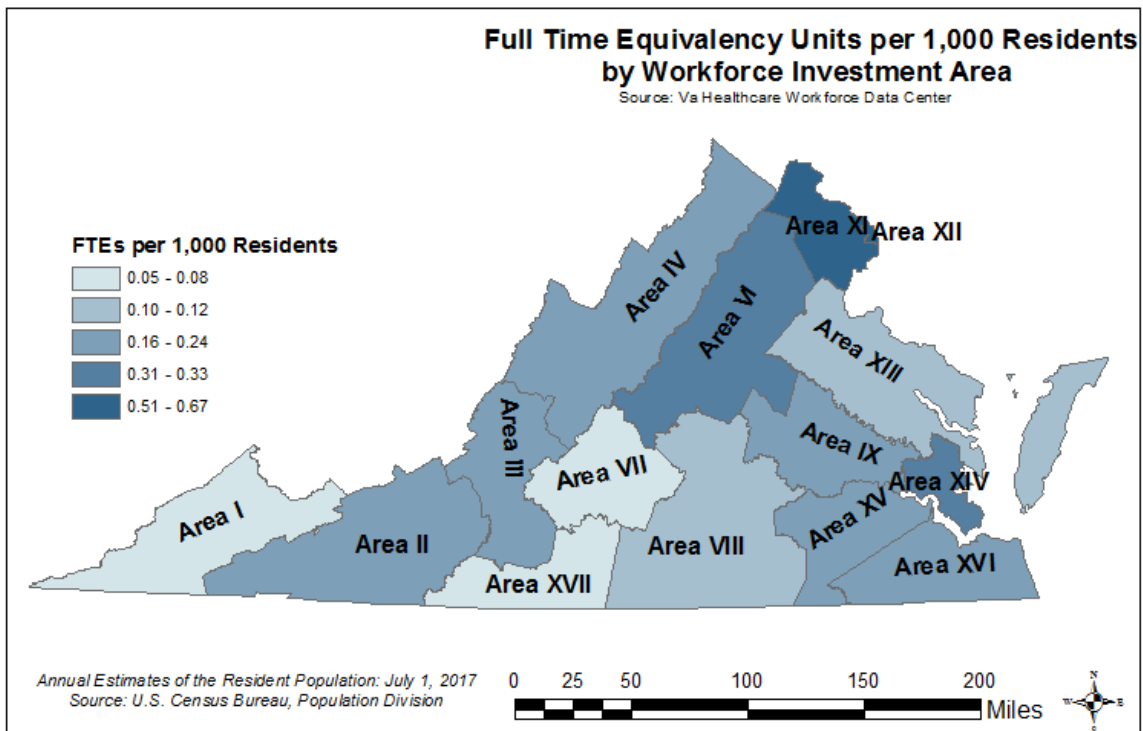 Full Time Equivalency Units per 1,000 Residents
by Workforce Investment Area
Source: Va Healthcare Workforce Data Center
FTEs per 1,000 Residents
0.05 - 0.08
0.10 - 0.12
0.16 - 0.24
0.31 - 0.33
0.51 - 0.67
Area XI
Area XII
Area IV
Area VI
Area XIII
Area III
Area IX
Area VII
Area XIV
Area I
Area XV
Area II
Area VIII
Area XVI
Area XVII
Annual Estimates of the Resident Population: July 1, 2017
Source: U.S. Census Bureau, Population Division
0 25 50 100 150 200
Miles
N
W E
S